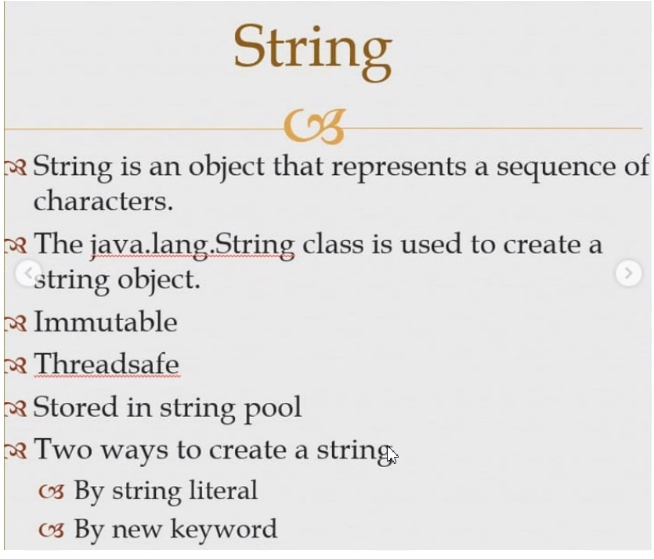 String
String is an object that represents a sequence of
characters.
The java.lang.String class is used to create a
string object.
Immutable
Threadsafe
Stored in string pool
Two ways to create a string
By string literal
By new keyword